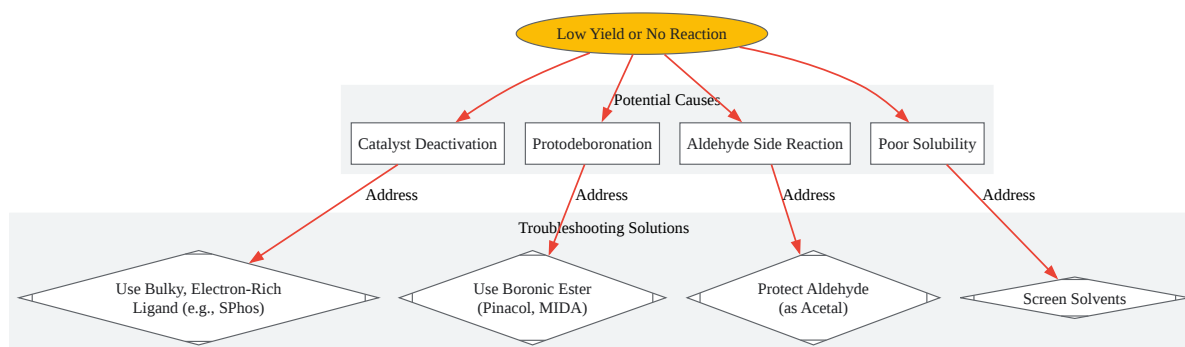 Low Yield or No Reaction
Potential Causes
Catalyst Deactivation
Protodeboronation
Aldehyde Side Reaction
Poor Solubility
Address
Address
Address
Address
Troubleshooting Solutions
Use Bulky, Electron-Rich
Ligand (e.g., SPhos)
Use Boronic Ester
(Pinacol, MIDA)
Protect Aldehyde
(as Acetal)
Screen Solvents